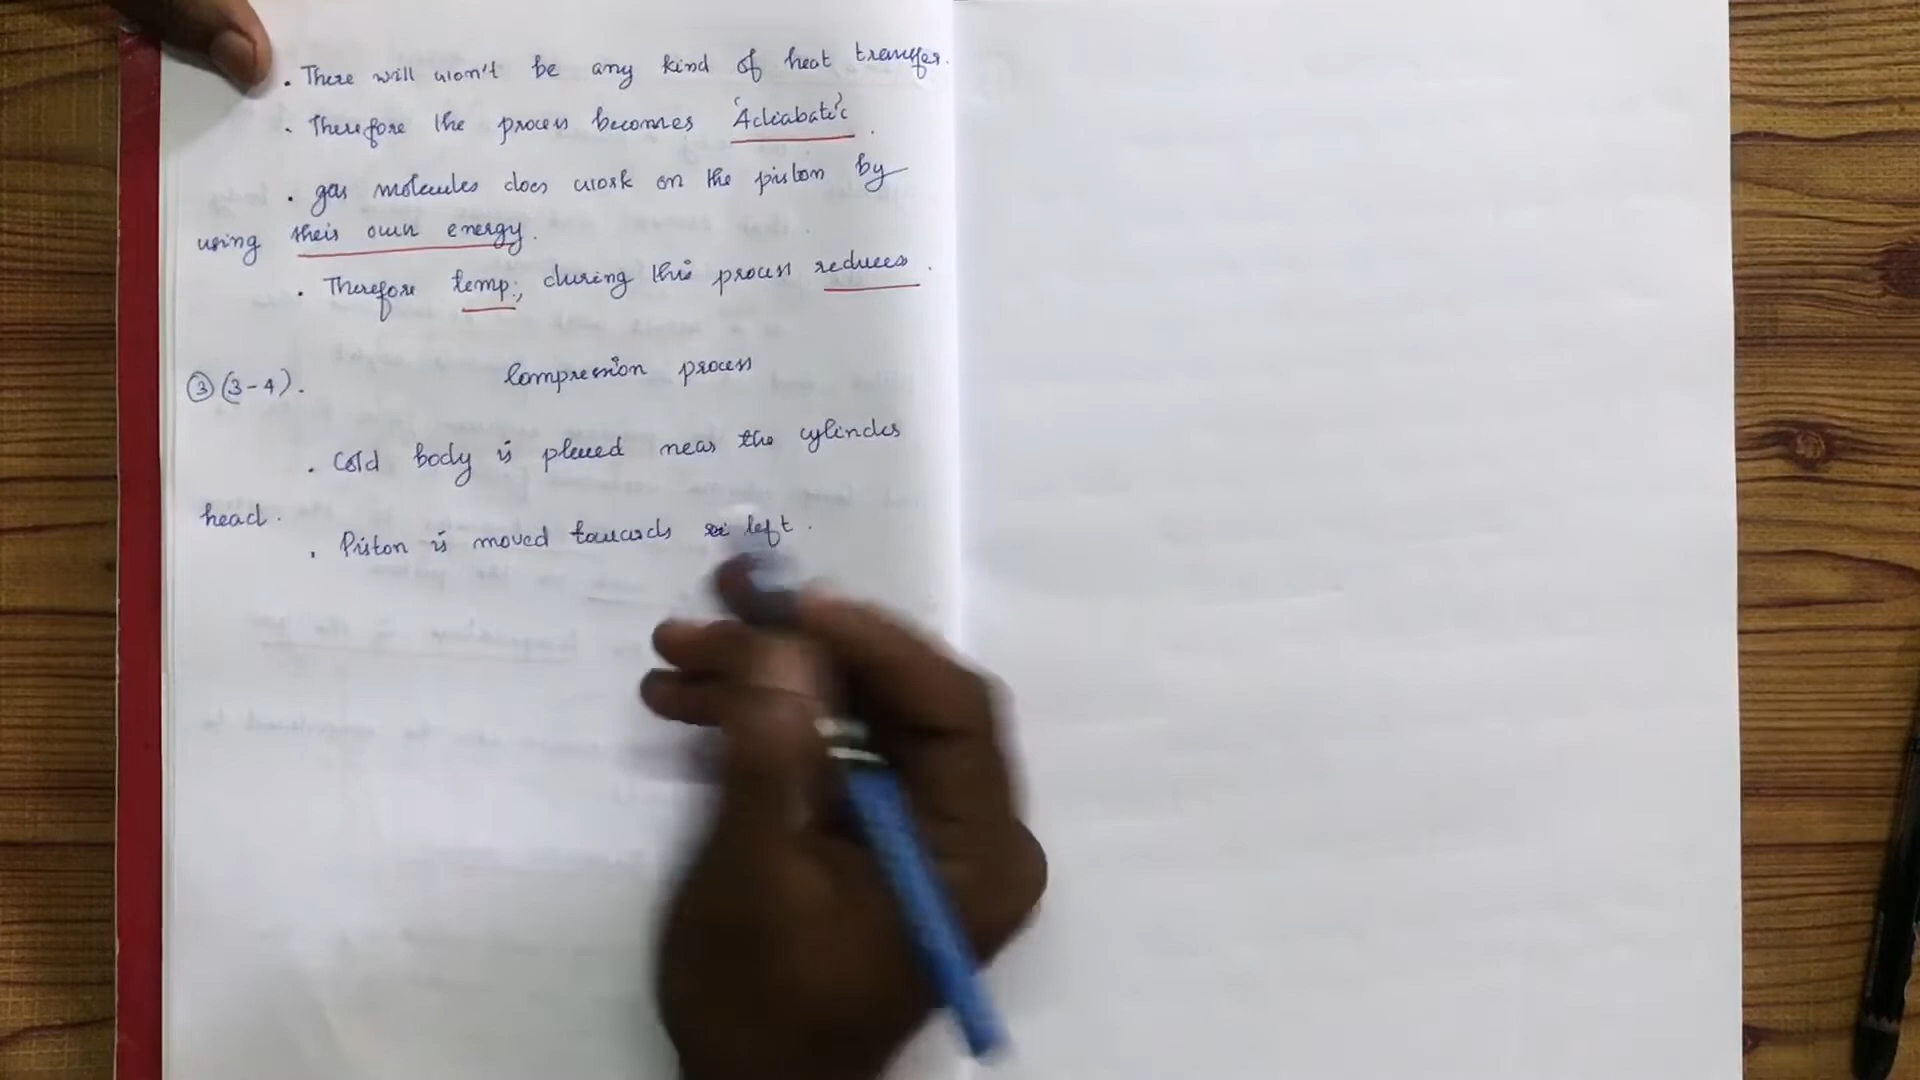 . There will won't be any kind of heat transfer.
. Therefore the process becomes 'Adiabatic'.
. gas molecules does work on the piston by
using their own energy.
. Therefore temp:, during this process reduces.
③ (3-4). Compression process
. Cold body is placed near the cylinder
head.
. Piston is moved towards left.